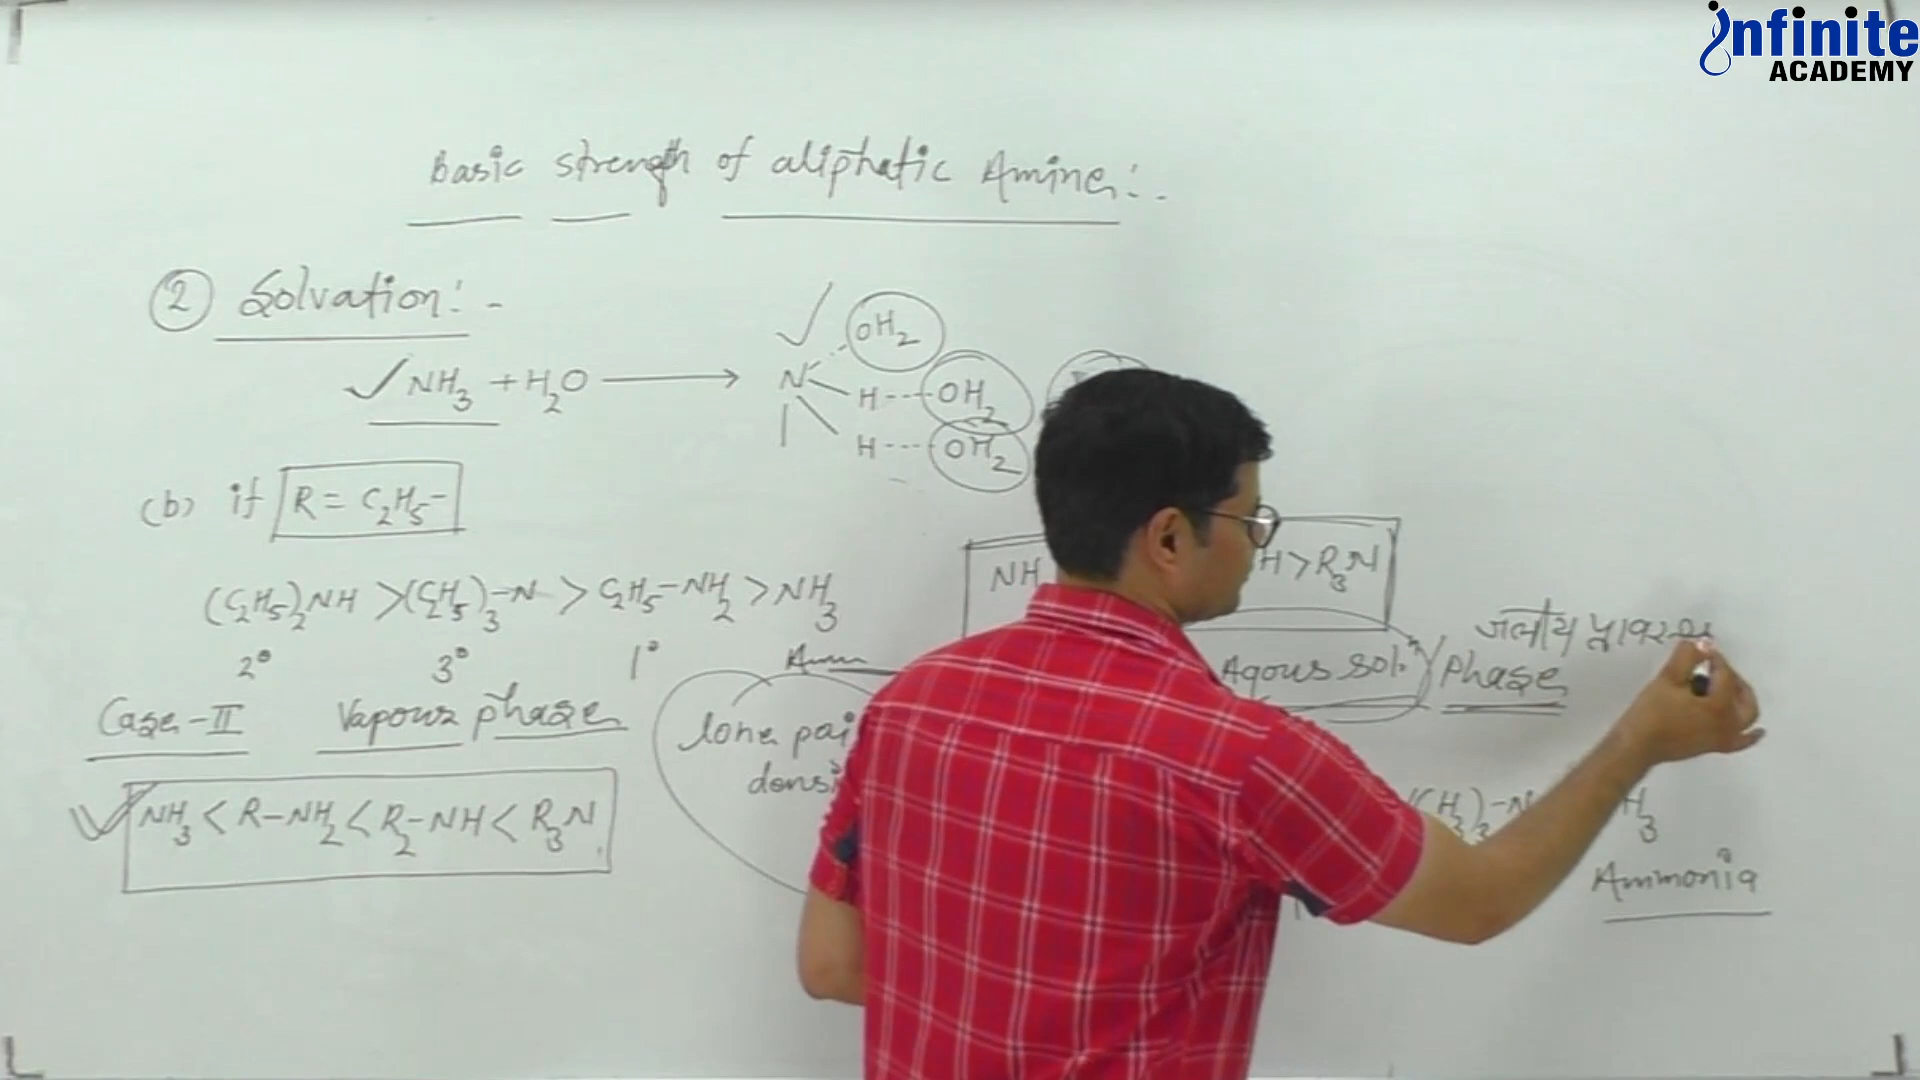 infinite
ACADEMY
Basic strength of aliphatic Amines:-
② Solvation:-
✓ NH₃ + H₂O ⟶
✓
OH₂
N
H---OH₂
H---OH₂
(b) if R = C₂H₅-
(C₂H₅)₂NH > (C₂H₅)₃-N > C₂H₅-NH₂ > NH₃
2° 3° 1°
NH
H > R₃N
जलीय
Aqous sol. Phase
Case-II Vapour phase
lone pai
densi
✓ NH₃ < R-NH₂ < R₂-NH < R₃N
Ammonia